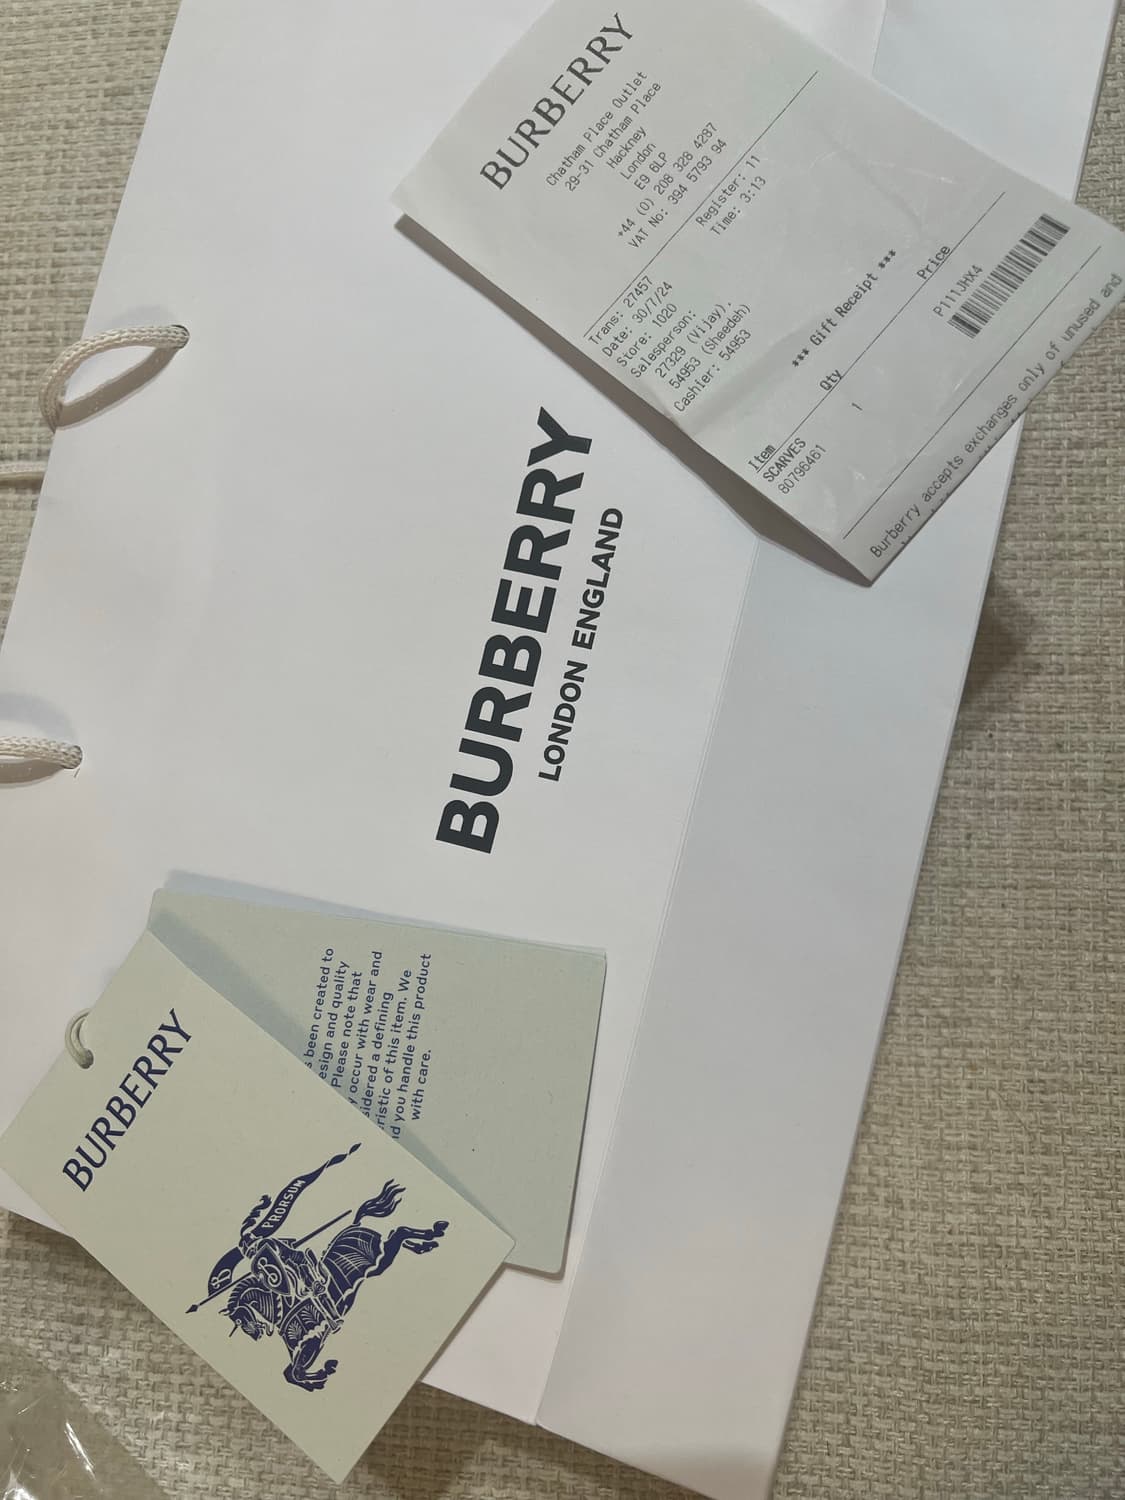 BURBERRY
Chatham Place Outlet
29-31 Chatham Place
Hackney
London
E9 6LP
+44 (0) 208 328 4287
VAT No: 394 5793 94
Trans: 27457 Register: 11
Date: 30/7/24 Time: 3:13
Store: 1020
Salesperson:
27329 (Vijay),
54953 (Sheedeh)
Cashier: 54953
*** Gift Receipt ***
Item Qty Price
SCARVES
80796461 1
P111JHX4
Burberry accepts exchanges only of unused and
BURBERRY
LONDON ENGLAND
BURBERRY
PRORSUM
B
B
s been created to
esign and quality
Please note that
y occur with wear and
sidered a defining
ristic of this item. We
d you handle this product
with care.